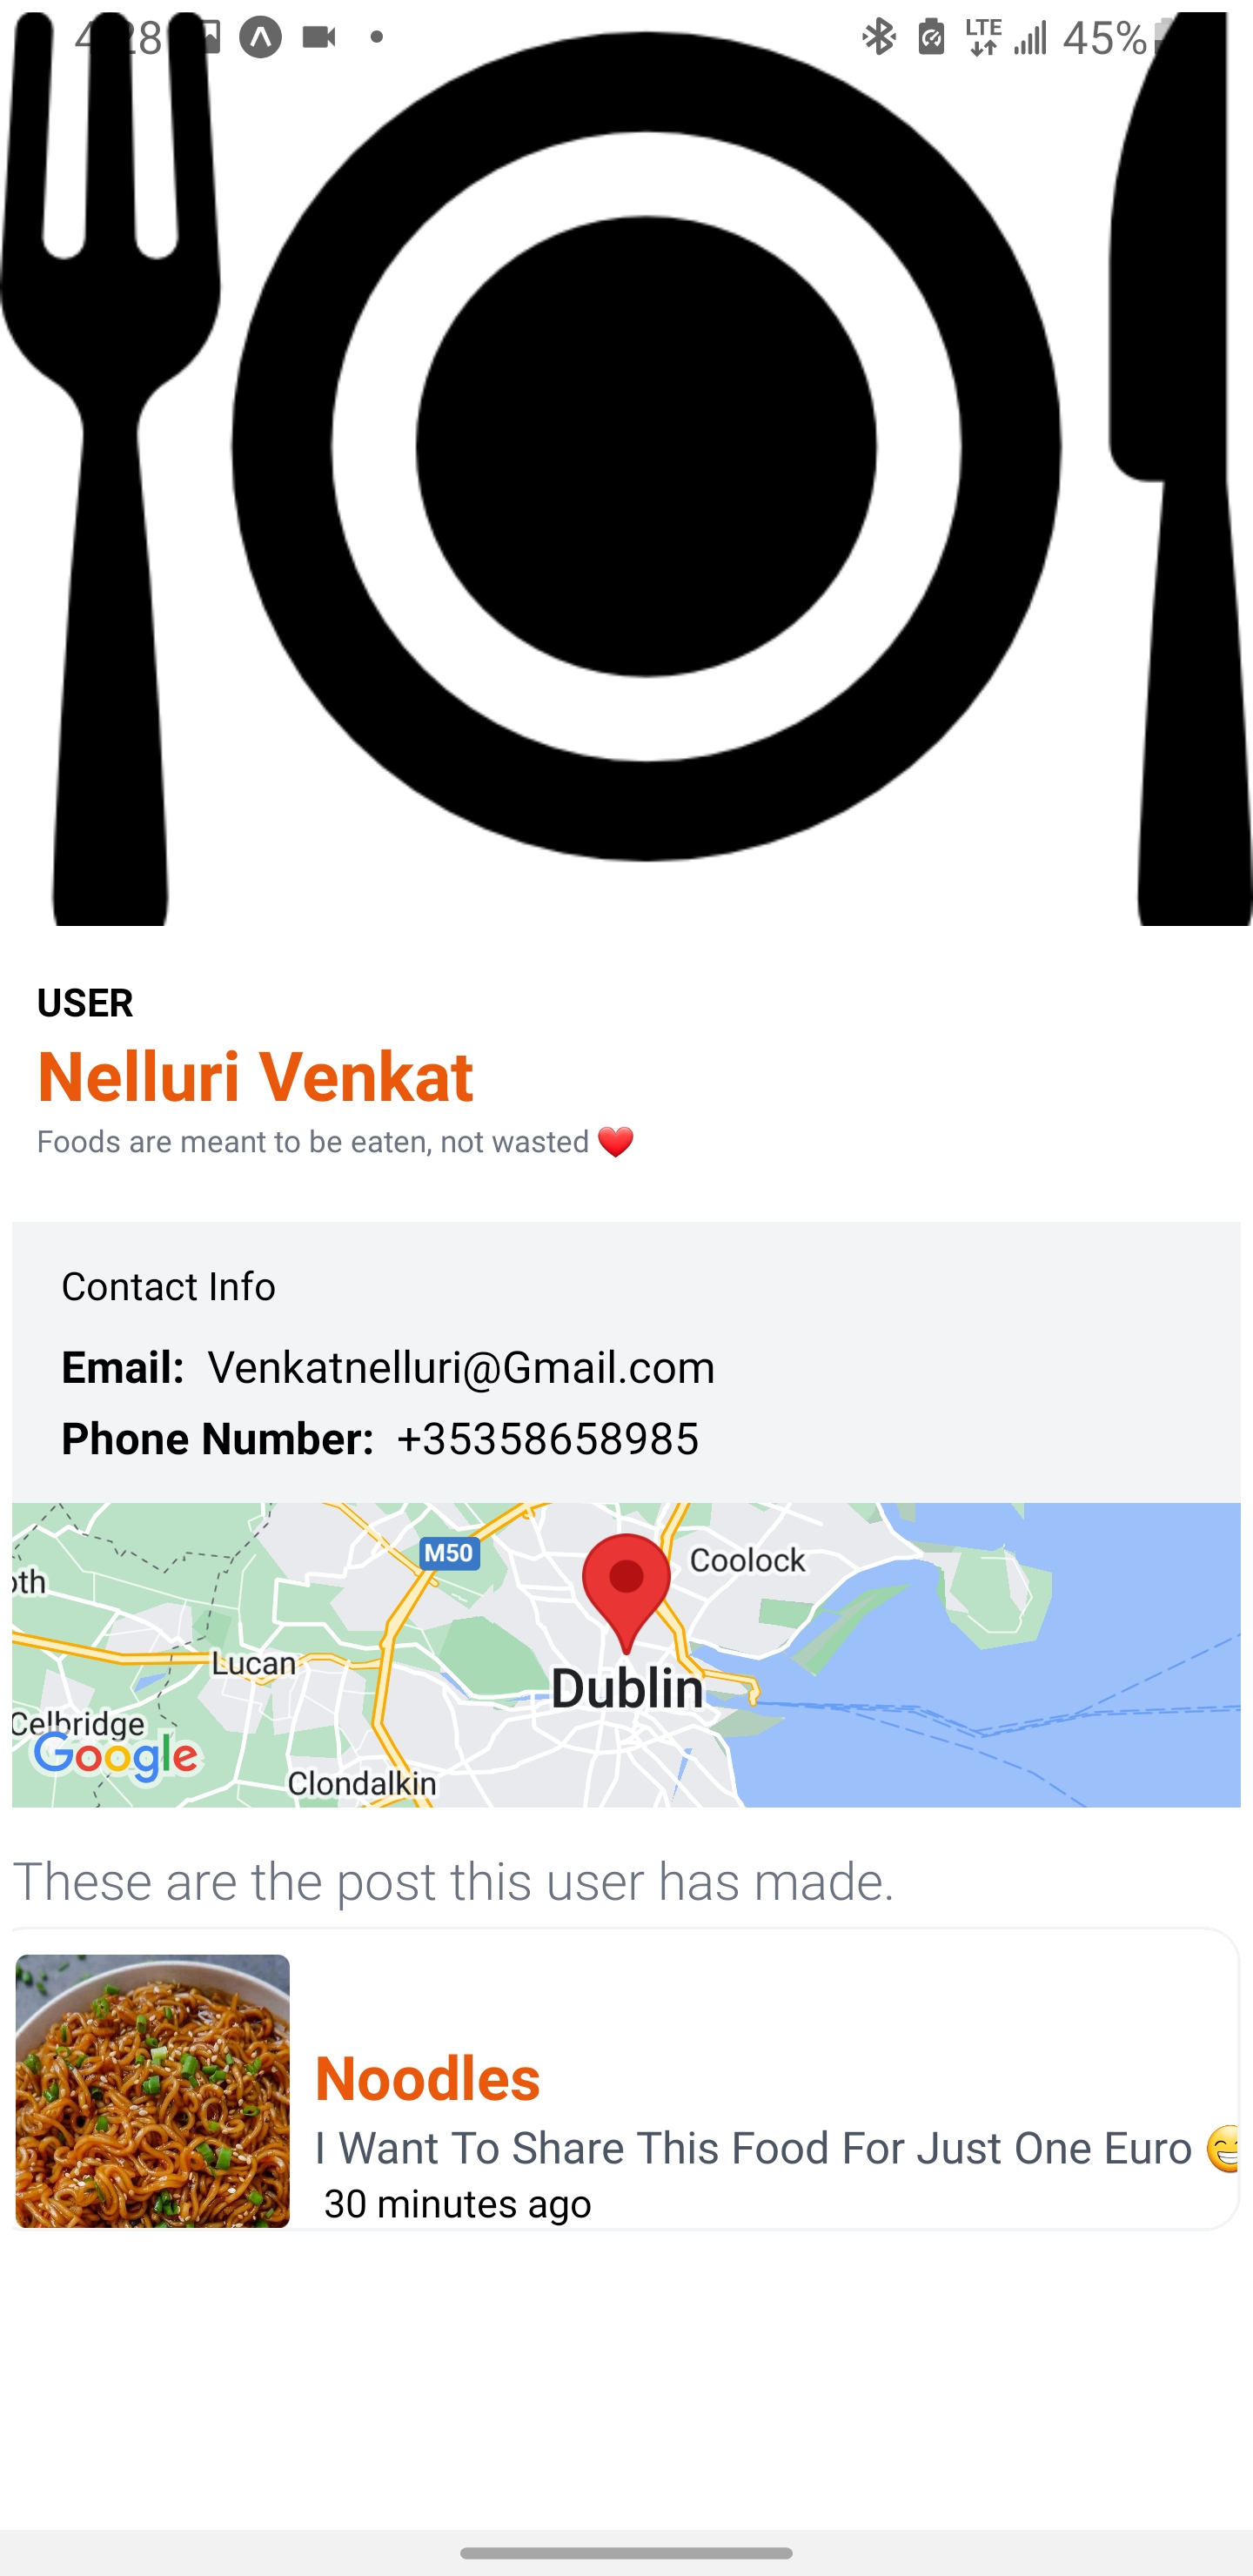 LTE
45%
USER
Nelluri Venkat
Foods are meant to be eaten, not wasted ❤️
Contact Info
Email: Venkatnelluri@Gmail.com
Phone Number: +35358658985
M50
Coolock
oth
Lucan
Dublin
Celbridge
Google
Clondalkin
These are the post this user has made.
Noodles
I Want To Share This Food For Just One Euro 😁
30 minutes ago